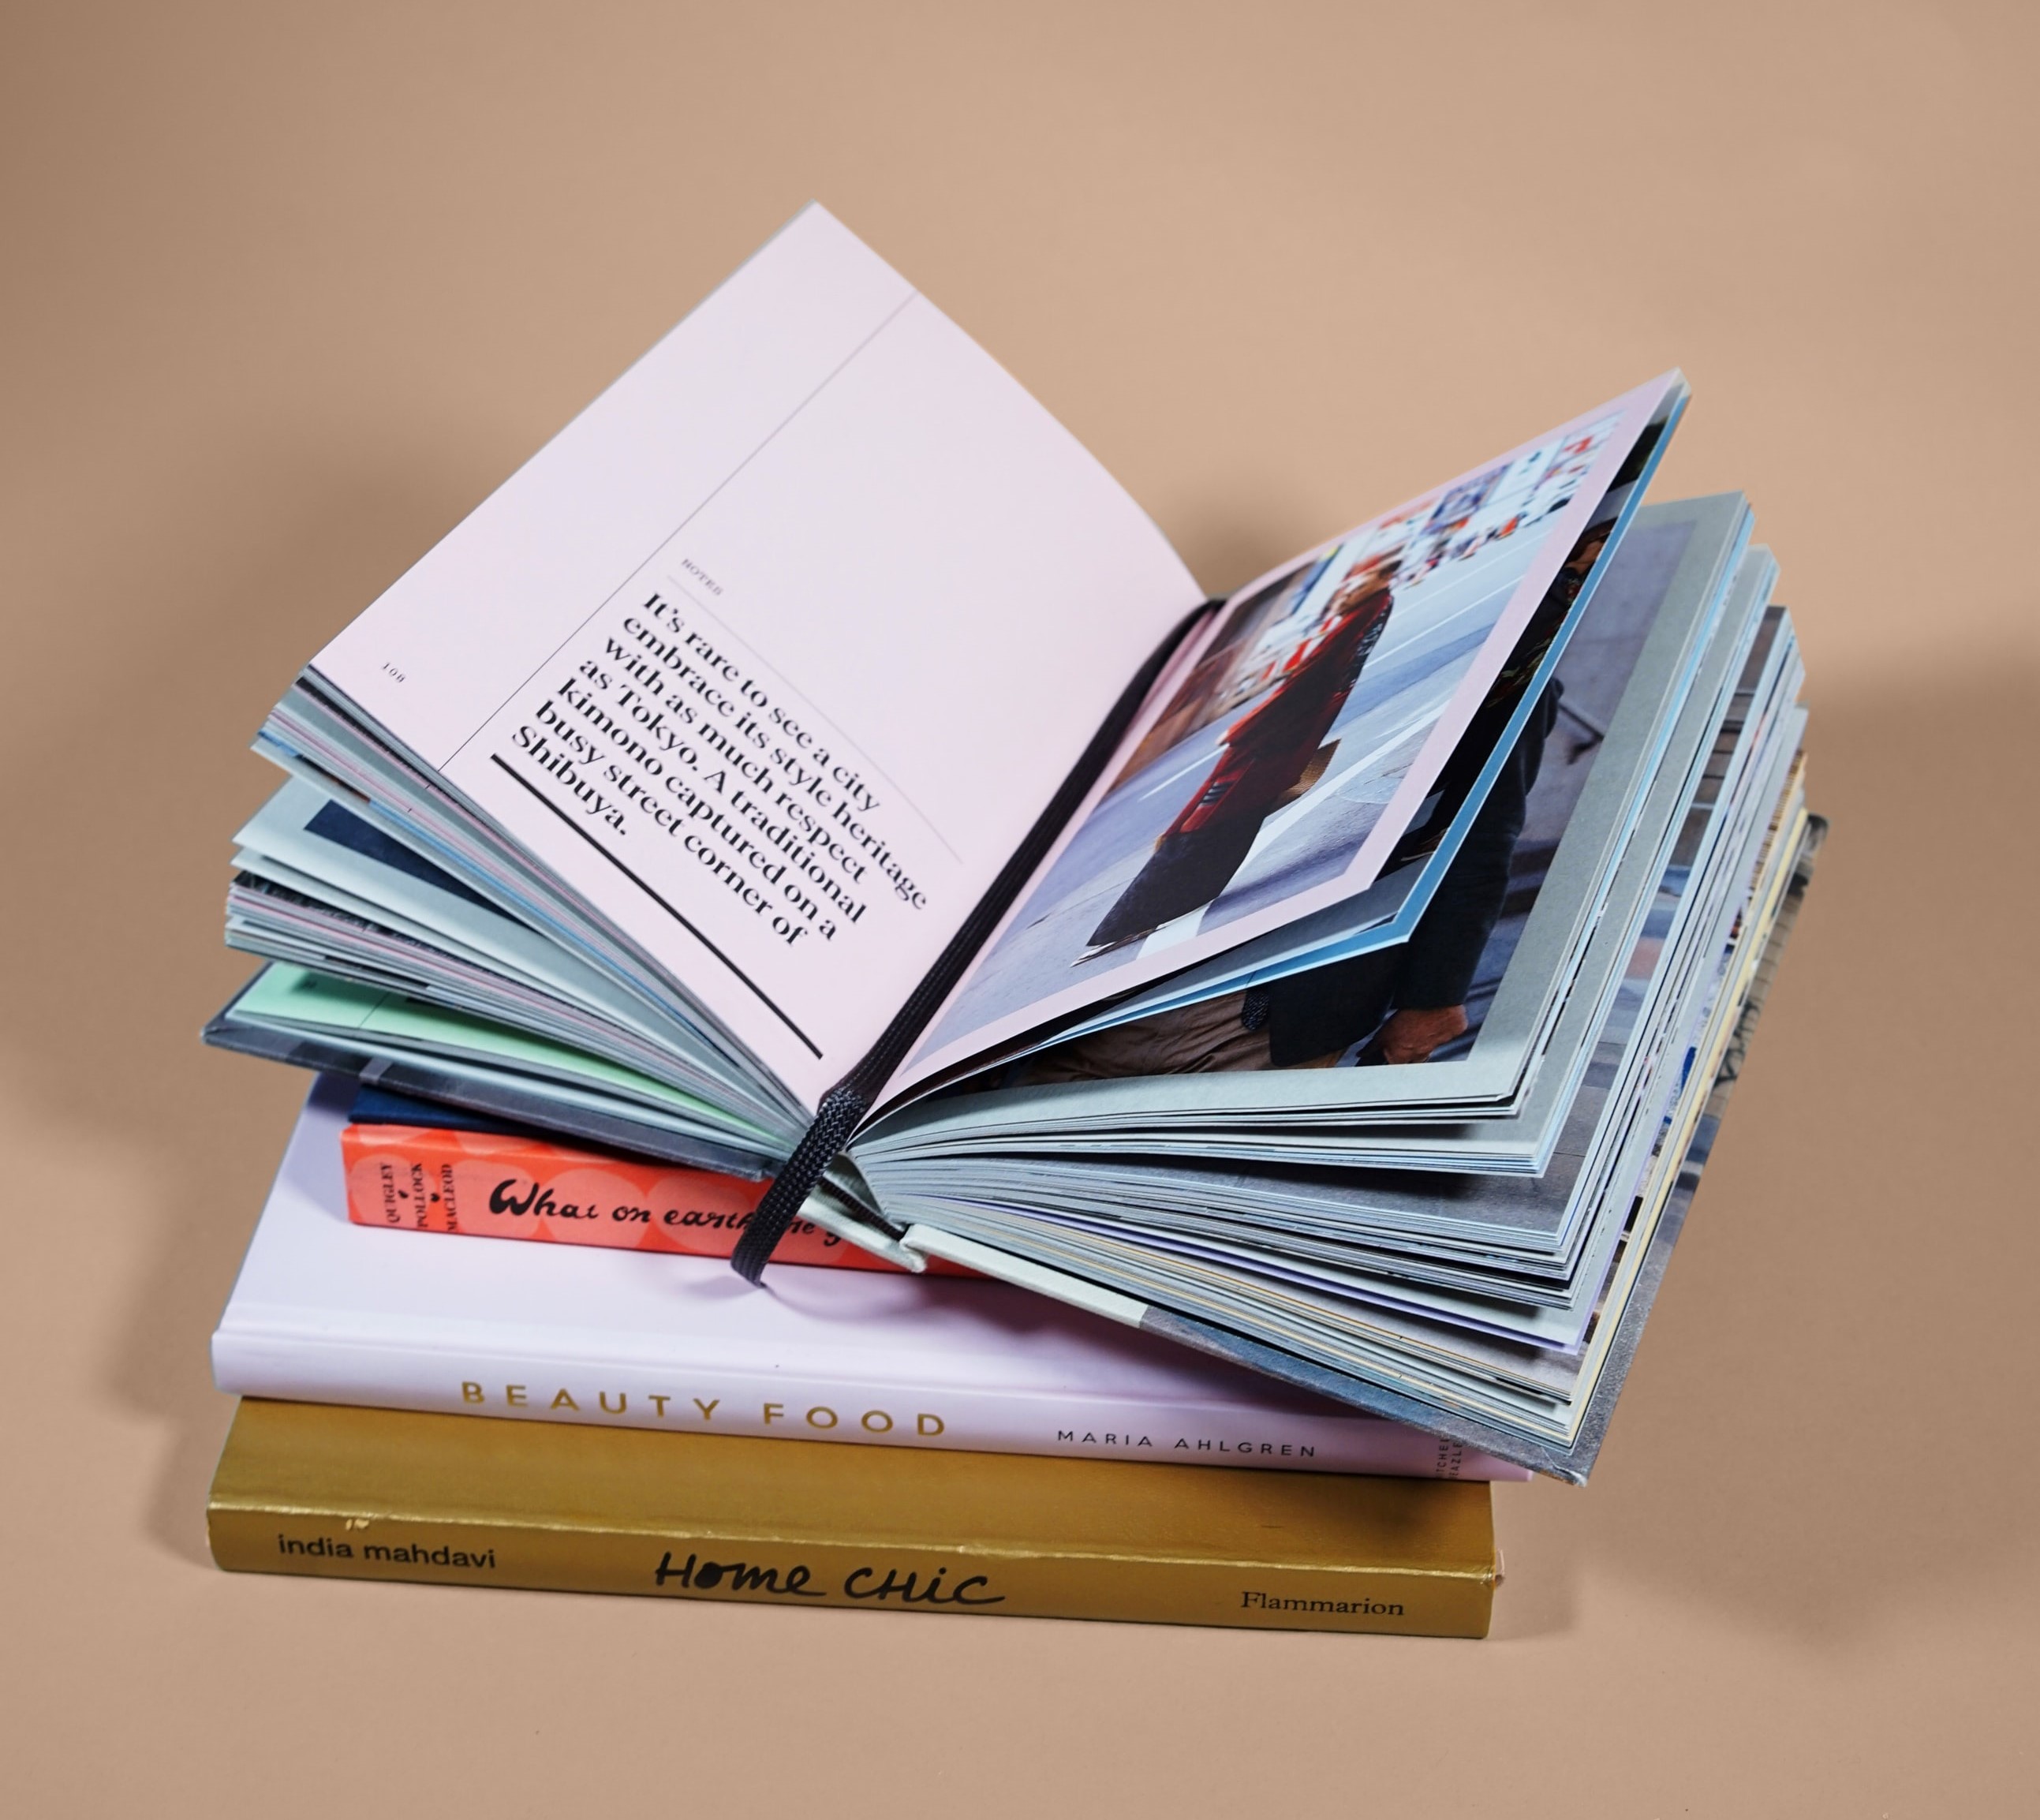 NOTES
It's rare to see a city
embrace its style heritage
with as much respect
as Tokyo. A traditional
kimono captured on a
busy street corner of
Shibuya.
108
QUIGLEY
POLLOCK
MACLEOD
What on earth
BEAUTY FOOD
MARIA AHLGREN
india mahdavi
Home CHiC
Flammarion